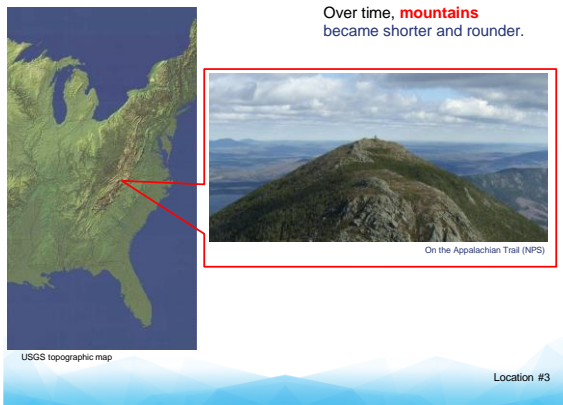 Over time, mountains
became shorter and rounder.
On the Appalachian Trail (NPS)
USGS topographic map
Location #3